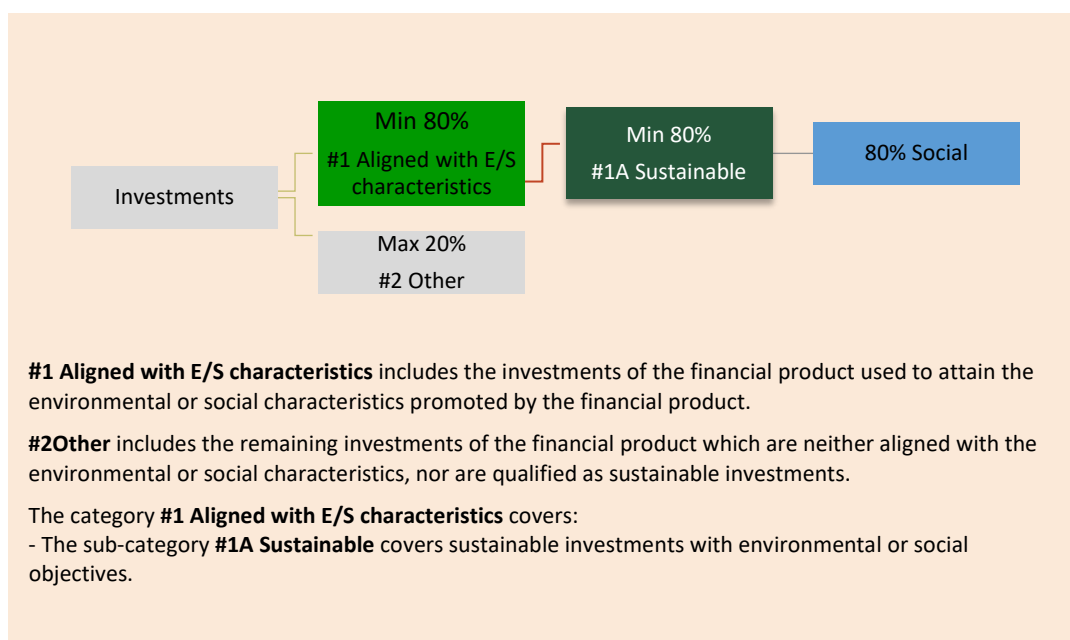 Min 80%
#1 Aligned with E/S
characteristics
Min 80%
#1A Sustainable
80% Social
Investments
Max 20%
#2 Other
#1 Aligned with E/S characteristics includes the investments of the financial product used to attain the
environmental or social characteristics promoted by the financial product.
#2Other includes the remaining investments of the financial product which are neither aligned with the
environmental or social characteristics, nor are qualified as sustainable investments.
The category #1 Aligned with E/S characteristics covers:
- The sub-category #1A Sustainable covers sustainable investments with environmental or social
objectives.